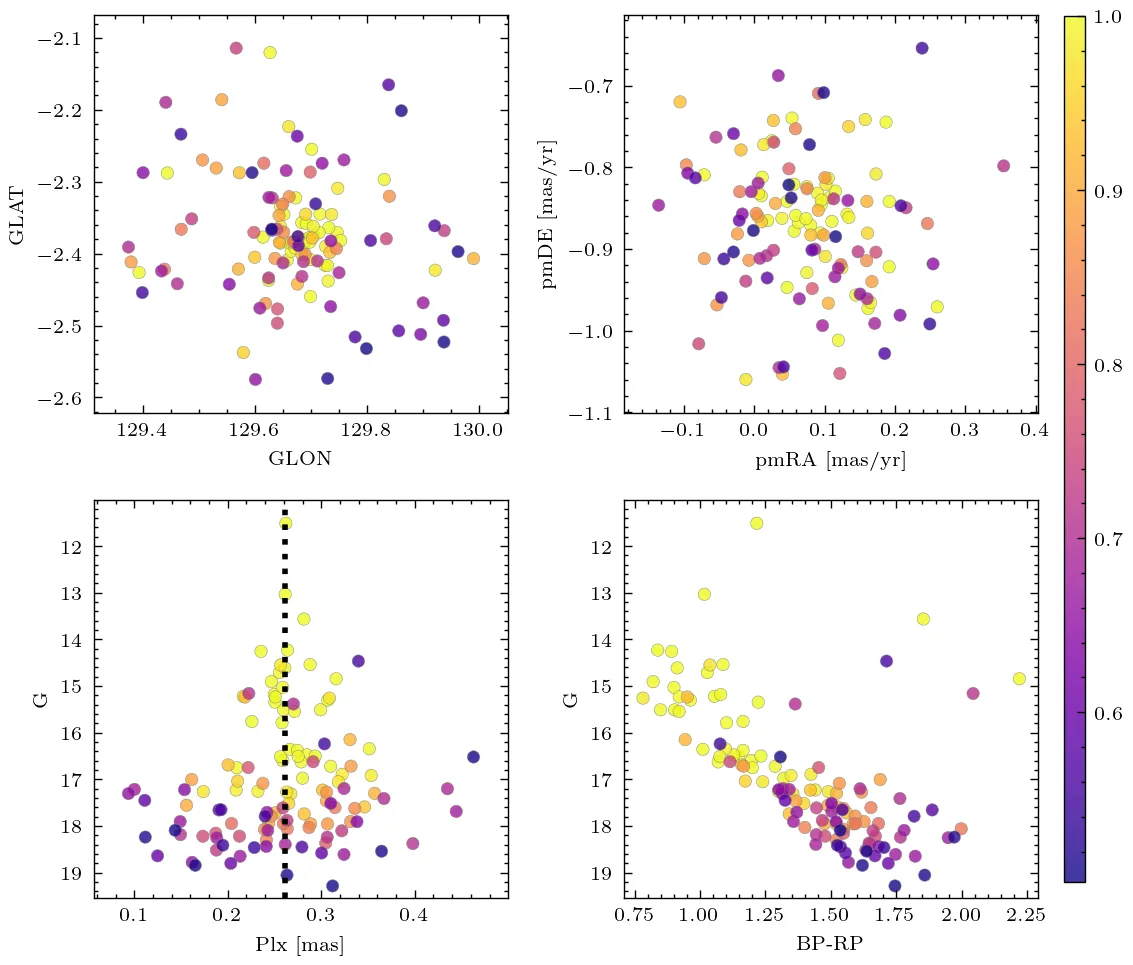 −2.1
−2.2
−2.3
−2.4
−2.5
−2.6
GLAT
129.4 129.6 129.8 130.0
GLON
−0.7
−0.8
−0.9
−1.0
−1.1
pmDE [mas/yr]
−0.1 0.0 0.1 0.2 0.3 0.4
pmRA [mas/yr]
12
13
14
15
16
17
18
19
G
0.1 0.2 0.3 0.4
Plx [mas]
12
13
14
15
16
17
18
19
G
0.75 1.00 1.25 1.50 1.75 2.00 2.25
BP-RP
1.0
0.9
0.8
0.7
0.6